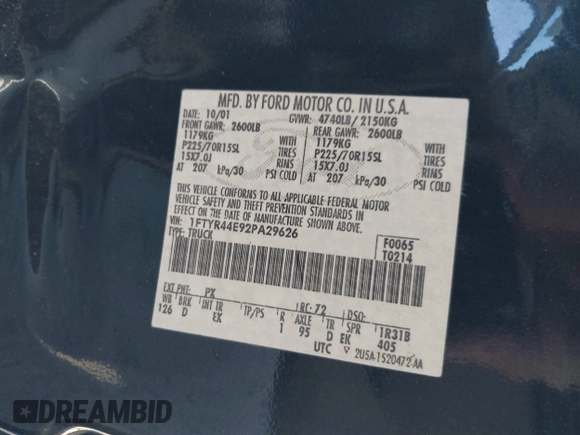 MFD. BY FORD MOTOR CO. IN U.S.A.
10/01 GVWR: 4740LB/ 2150KG
FRONT GAWR: 2600LB REAR GAWR: 2600LB
1179KG WITH 1179KG WITH
P225/70R15SL TIRES P225/70R15SL TIRES
15X7.0J RIMS 15X7.0J RIMS
AT 207 kPa/30 PSI COLD AT 207 kPa/30 PSI COLD
THIS VEHICLE CONFORMS TO ALL APPLICABLE FEDERAL MOTOR
VEHICLE SAFETY AND THEFT PREVENTION STANDARDS IN
EFFECT ON THE DATE OF MANUFACTURE SHOWN ABOVE.
VIN: 1FTYR44E92PA29626
TYPE: TRUCK
F0065
T0214
EXT PNT: PX RC: 72 DSO:
WB BRK INT TR TP/PS R AXLE TR SPR 1R31B
126 D EX 1 95 D EK 405
UTC ▽ 2U5A-1520472-AA
DREAMBID